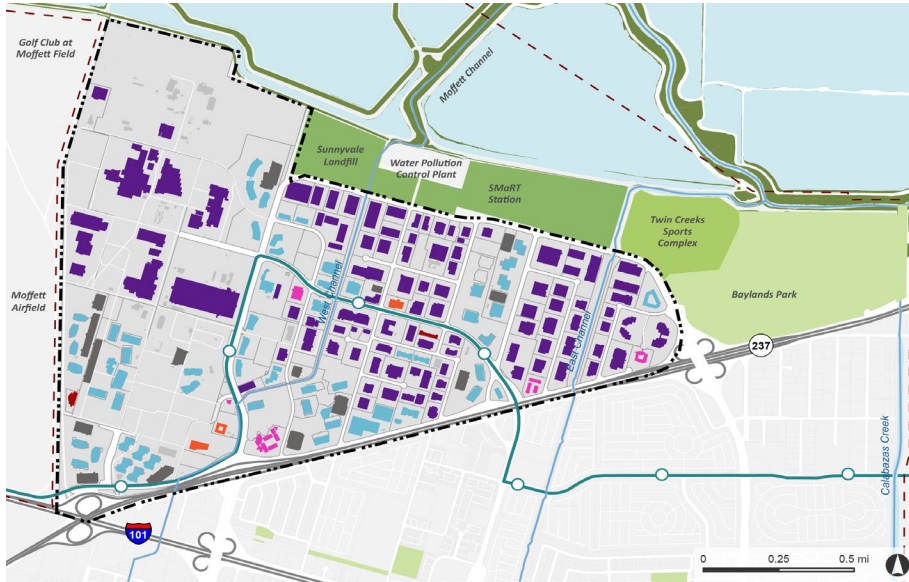 Golf Club at
Moffett Field
Moffett Channel
Sunnyvale
Landfill
Water Pollution
Control Plant
SMaRT
Station
Twin Creeks
Sports
Complex
Baylands Park
Moffett
Airfield
West Channel
East Channel
237
Calabazas Creek
101
0 0.25 0.5 mi